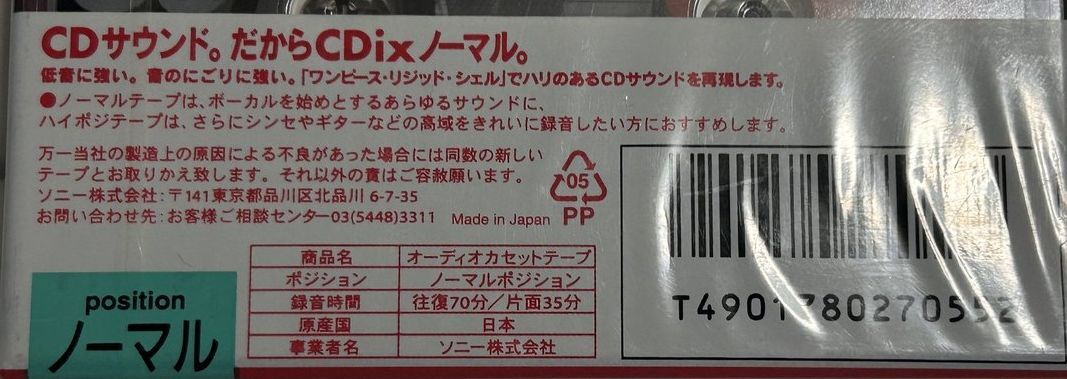 CDサウンド。だからCDixノーマル。
低音に強い。音のにごりに強い。「ワンピース・リジッド・シェル」でハリのあるCDサウンドを再現します。
●ノーマルテープは、ボーカルを始めとするあらゆるサウンドに、
ハイポジテープは、さらにシンセやギターなどの高域をきれいに録音したい方におすすめします。
万一当社の製造上の原因による不良があった場合には同数の新しい
テープとお取りかえ致します。それ以外の責はご容赦願います。
ソニー株式会社:〒141東京都品川区北品川 6-7-35
お問い合わせ先:お客様ご相談センター03(5448)3311 Made in Japan
05
PP
商品名 オーディオカセットテープ
ポジション ノーマルポジション
録音時間 往復70分/片面35分
原産国 日本
事業者名 ソニー株式会社
position
ノーマル
T4901780270552